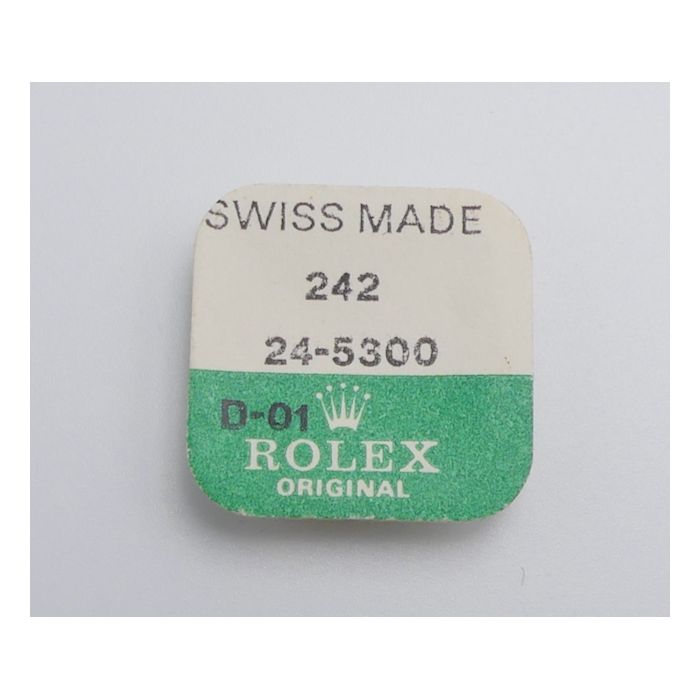 SWISS MADE
242
24-5300
D-01
ROLEX
ORIGINAL